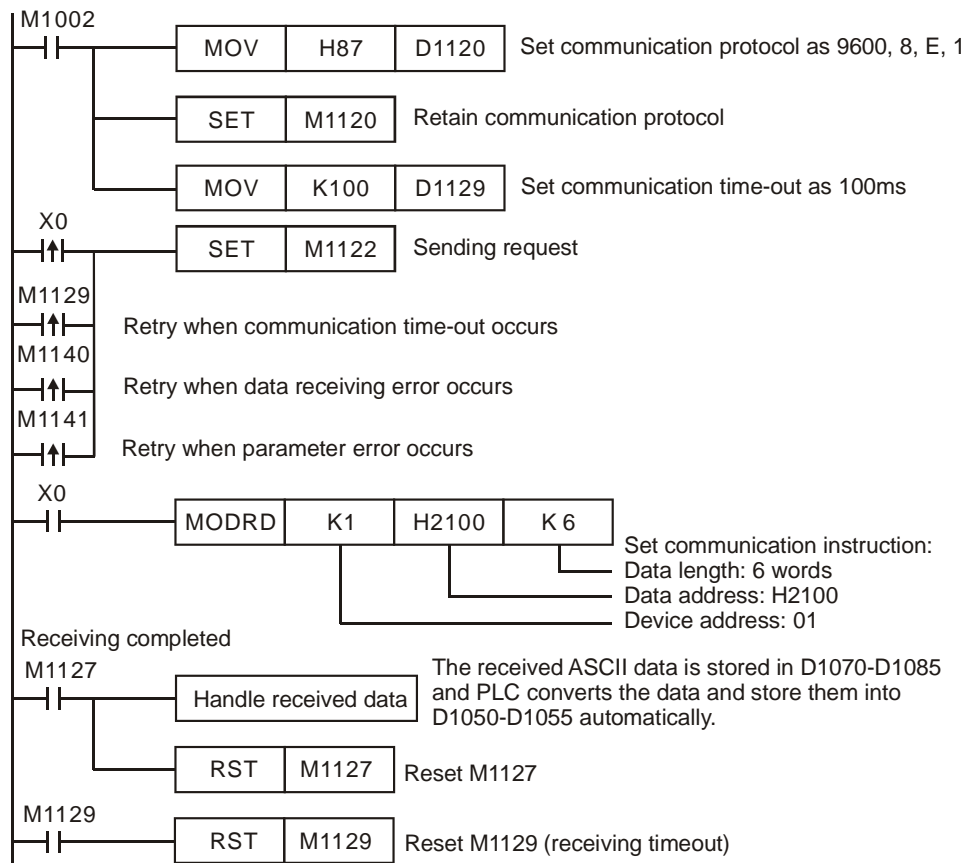 M1002
MOV H87 D1120 Set communication protocol as 9600, 8, E, 1
SET M1120 Retain communication protocol
MOV K100 D1129 Set communication time-out as 100ms
X0
SET M1122 Sending request
M1129
Retry when communication time-out occurs
M1140
Retry when data receiving error occurs
M1141
Retry when parameter error occurs
X0
MODRD K1 H2100 K 6
Set communication instruction:
Data length: 6 words
Data address: H2100
Device address: 01
Receiving completed
M1127
Handle received data
The received ASCII data is stored in D1070-D1085
and PLC converts the data and store them into
D1050-D1055 automatically.
RST M1127 Reset M1127
M1129
RST M1129 Reset M1129 (receiving timeout)